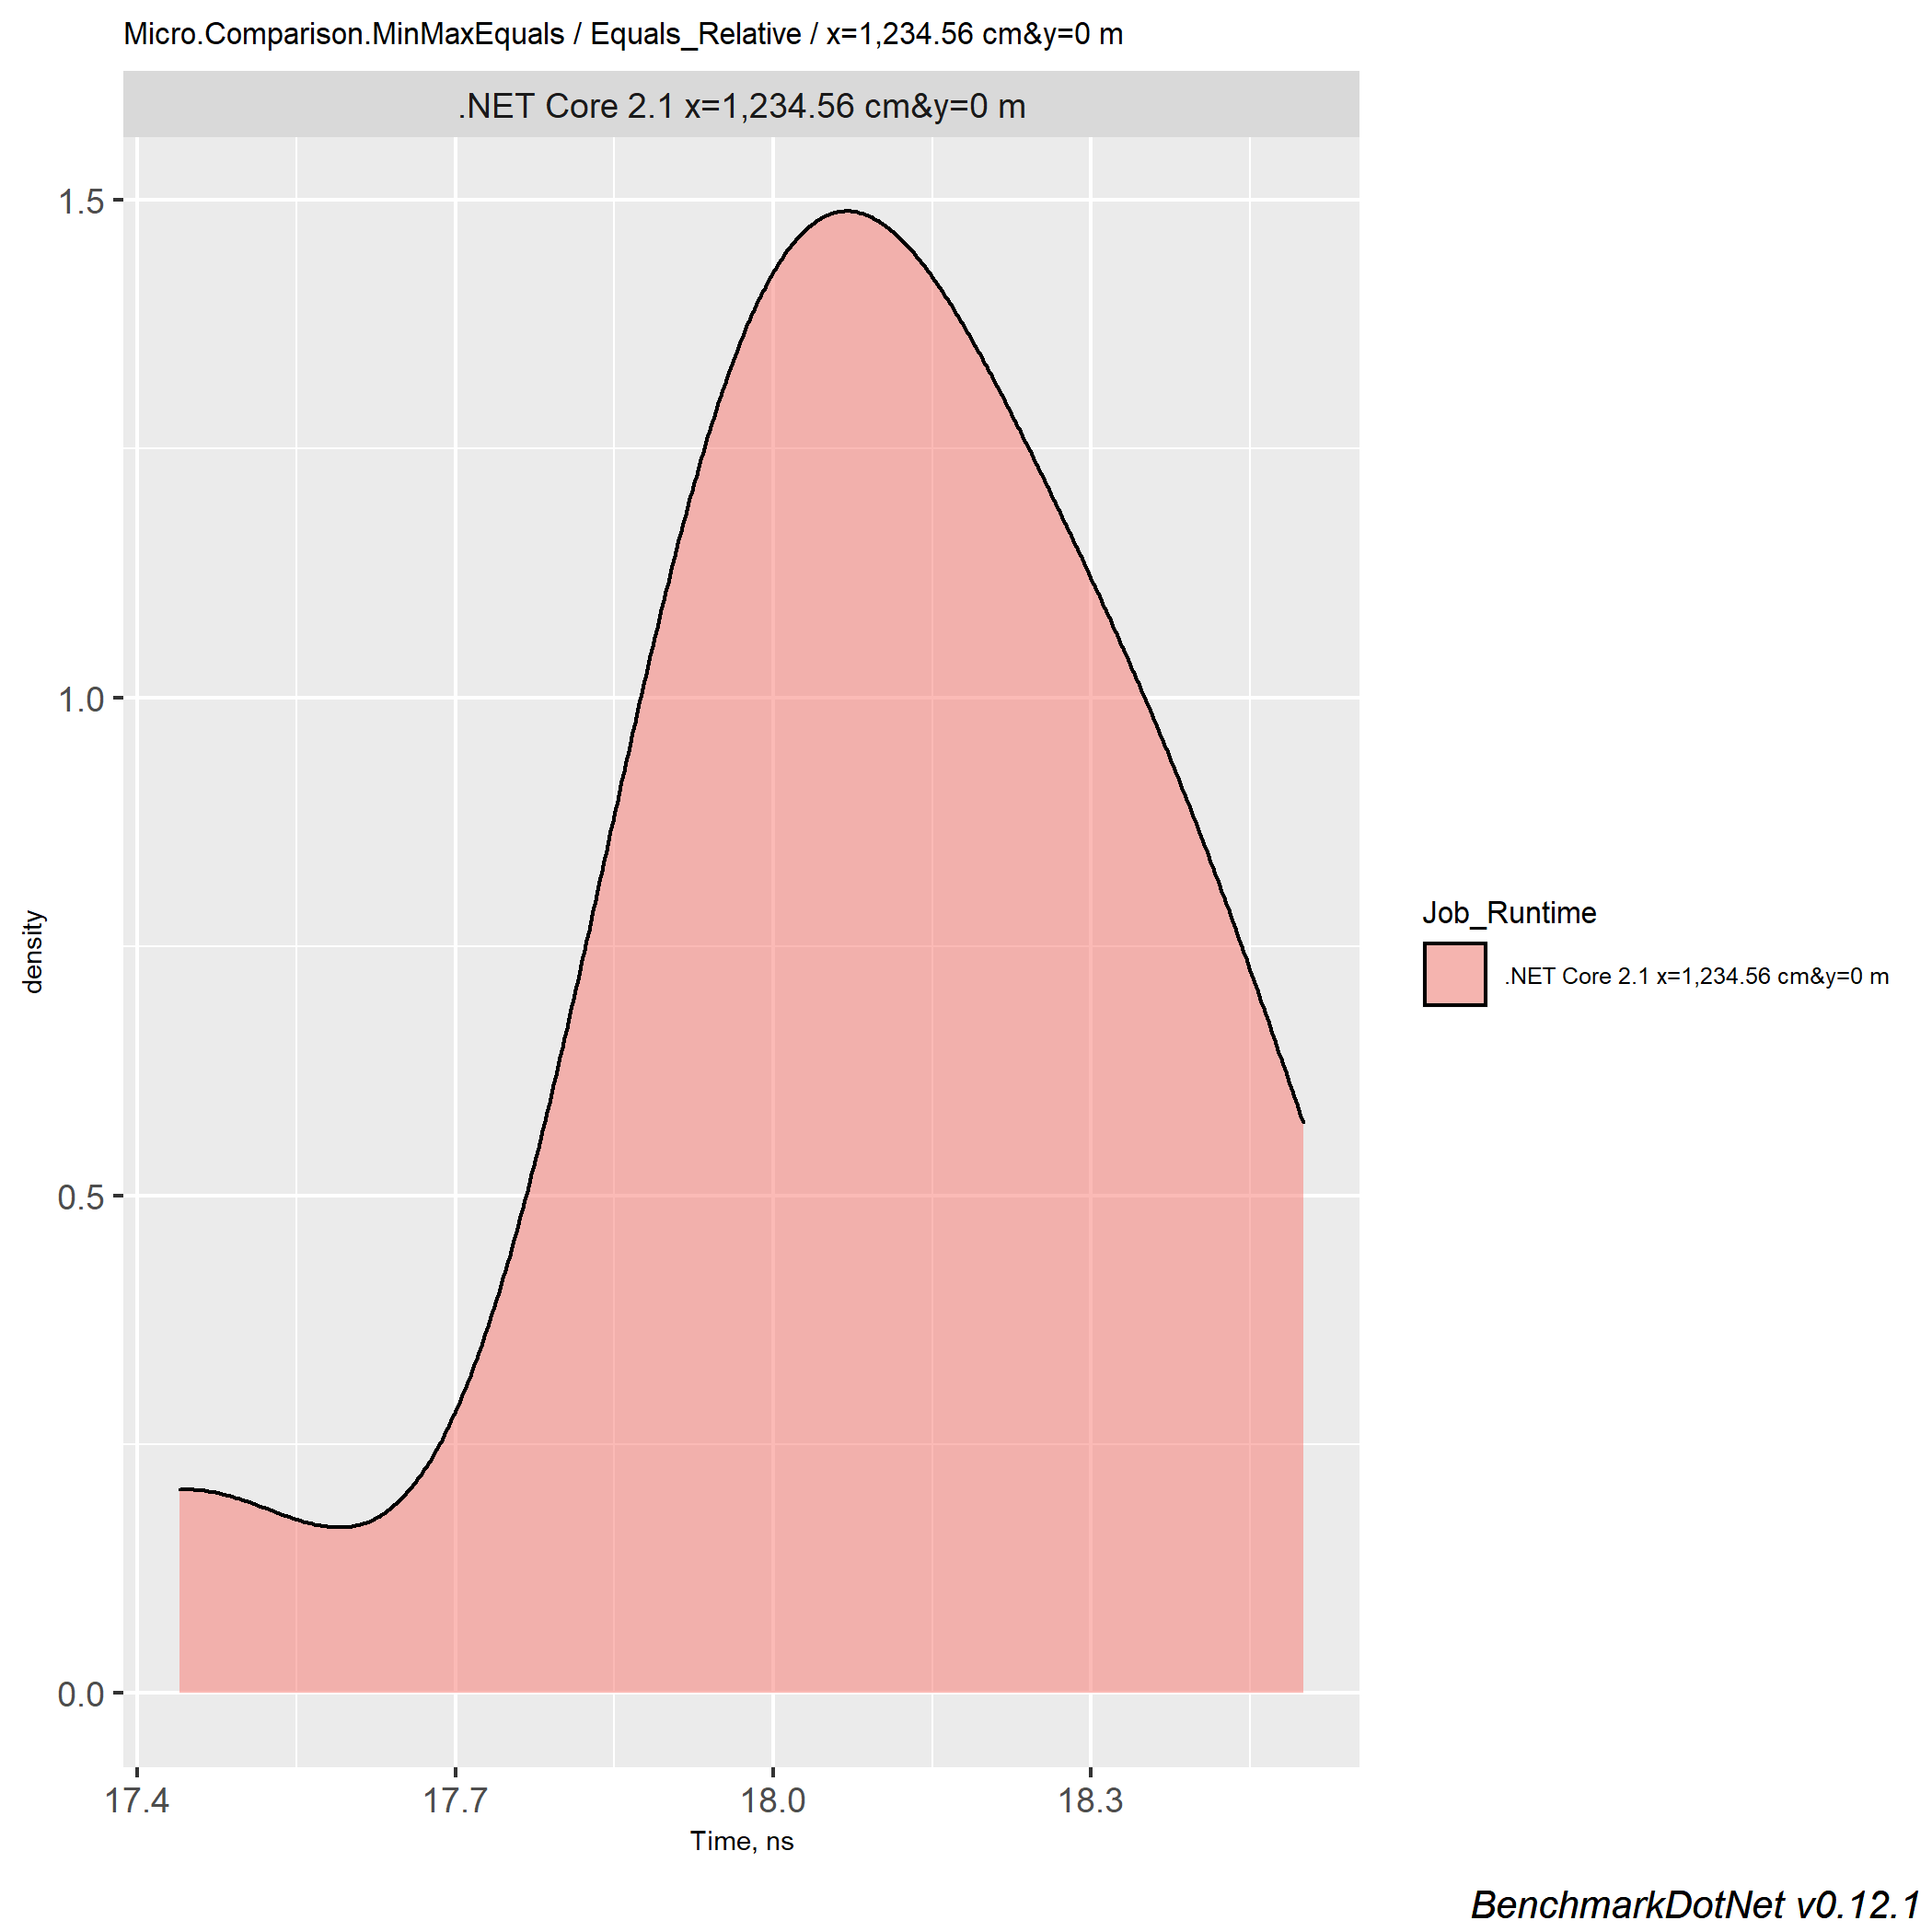 Micro.Comparison.MinMaxEquals / Equals_Relative / x=1,234.56 cm&y=0 m
.NET Core 2.1 x=1,234.56 cm&y=0 m
1.5
1.0
0.5
0.0
density
17.4
17.7
18.0
18.3
Time, ns
Job_Runtime
.NET Core 2.1 x=1,234.56 cm&y=0 m
BenchmarkDotNet v0.12.1